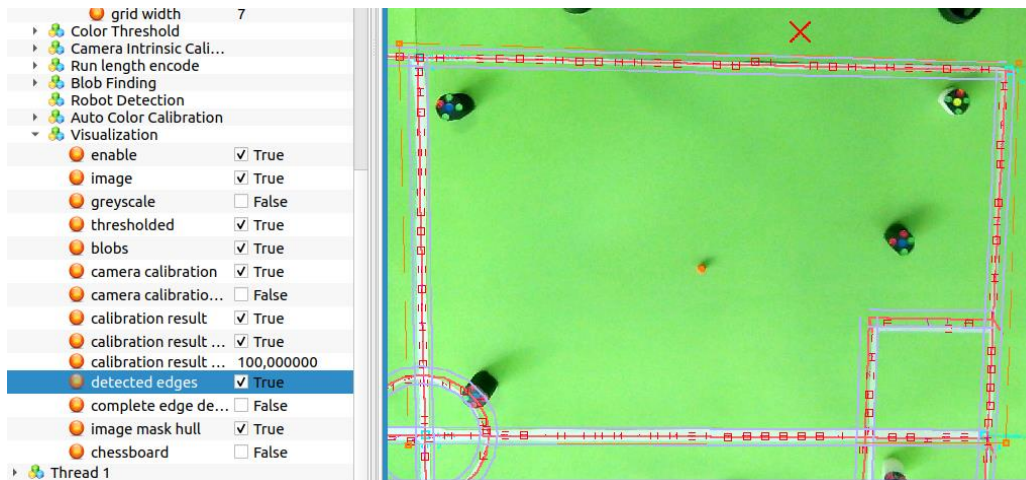 grid width 7
Color Threshold
Camera Intrinsic Cali...
Run length encode
Blob Finding
Robot Detection
Auto Color Calibration
Visualization
enable True
image True
greyscale False
thresholded True
blobs True
camera calibration True
camera calibratio... False
calibration result True
calibration result ... True
calibration result ... 100,000000
detected edges True
complete edge de... False
image mask hull True
chessboard False
Thread 1